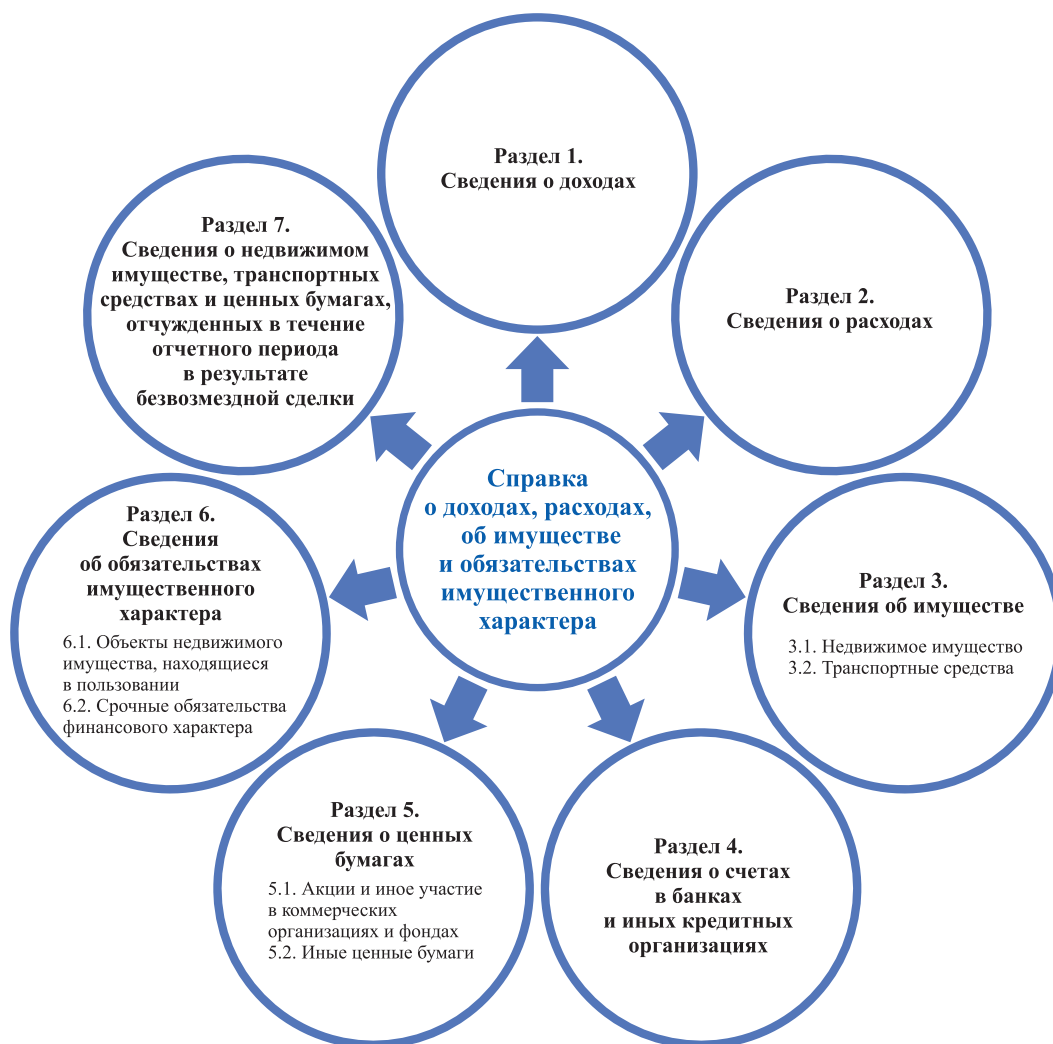 Раздел 1.
Сведения о доходах
Раздел 2.
Сведения о расходах
Раздел 3.
Сведения об имуществе
3.1. Недвижимое имущество
3.2. Транспортные средства
Раздел 4.
Сведения о счетах
в банках
и иных кредитных
организациях
Раздел 5.
Сведения о ценных
бумагах
5.1. Акции и иное участие
в коммерческих
организациях и фондах
5.2. Иные ценные бумаги
Раздел 6.
Сведения
об обязательствах
имущественного
характера
6.1. Объекты недвижимого
имущества, находящиеся
в пользовании
6.2. Срочные обязательства
финансового характера
Раздел 7.
Сведения о недвижимом
имуществе, транспортных
средствах и ценных бумагах,
отчужденных в течение
отчетного периода
в результате
безвозмездной сделки
Справка
о доходах, расходах,
об имуществе
и обязательствах
имущественного
характера